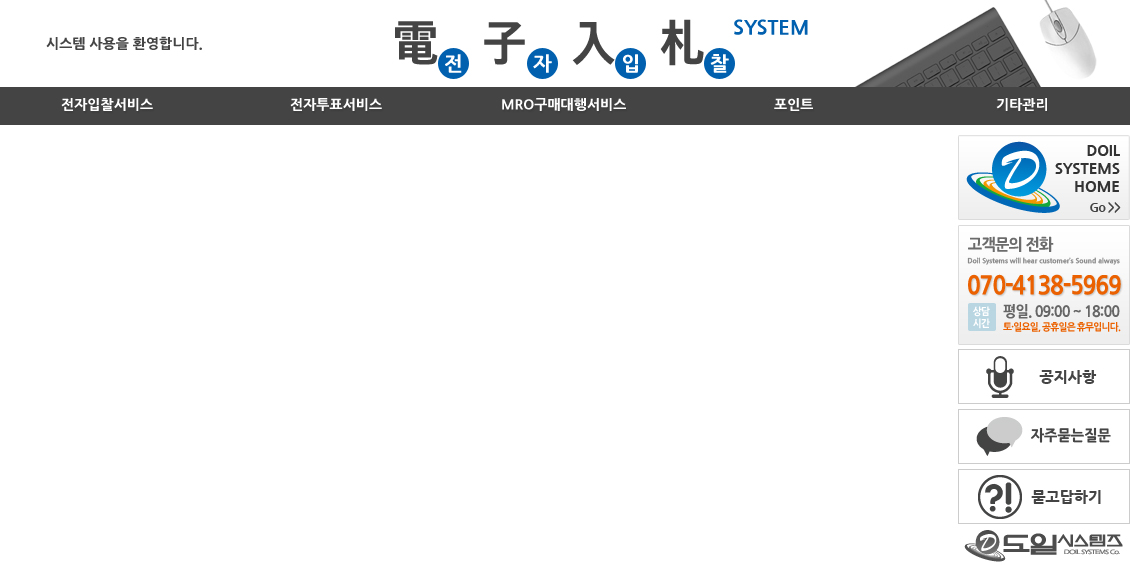 시스템 사용을 환영합니다.
電전 子자 入입 札찰 SYSTEM
전자입찰서비스 전자투표서비스 MRO구매대행서비스 포인트 기타관리
DOIL
SYSTEMS
HOME
Go >>
고객문의 전화
Doil Systems will hear customer's Sound always
070-4138-5969
상담
시간
평일. 09:00 ~ 18:00
토·일요일, 공휴일은 휴무입니다.
공지사항
자주묻는질문
?! 묻고답하기
도일시스템즈
DOIL SYSTEMS Co.